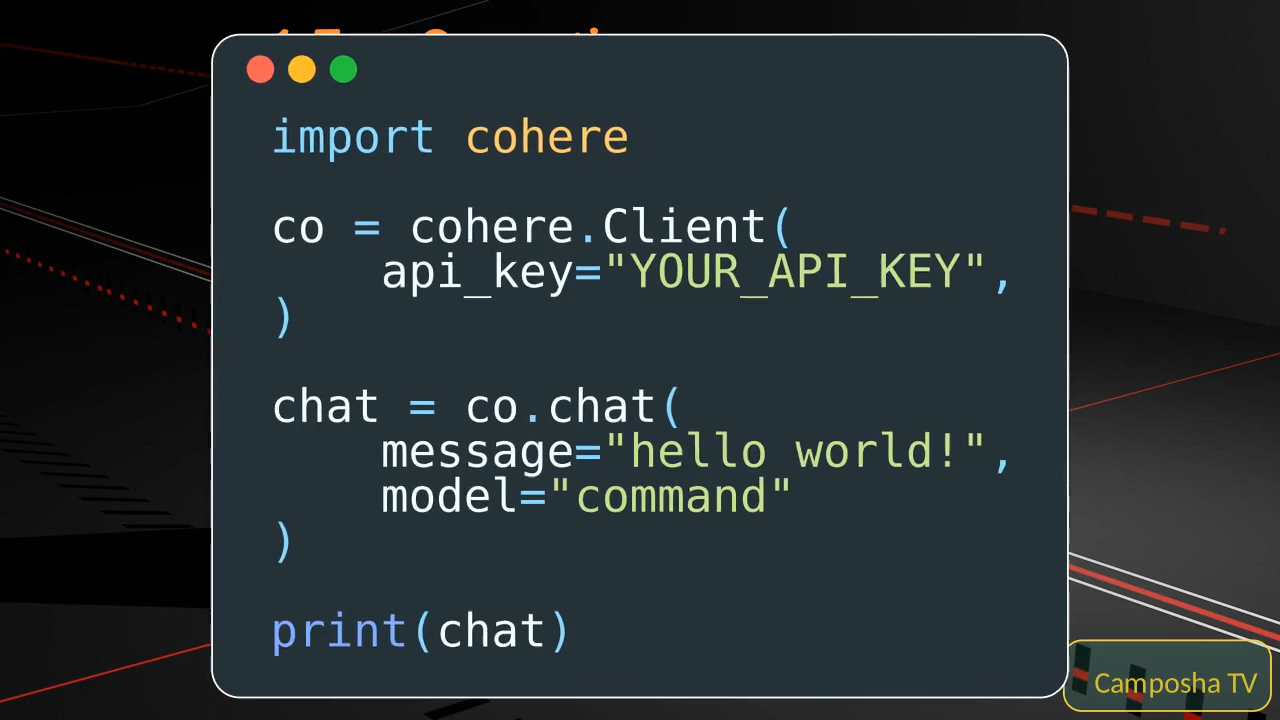 import cohere
co = cohere.Client(
    api_key="YOUR_API_KEY",
)
chat = co.chat(
    message="hello world!",
    model="command"
)
print(chat)
Camposha TV